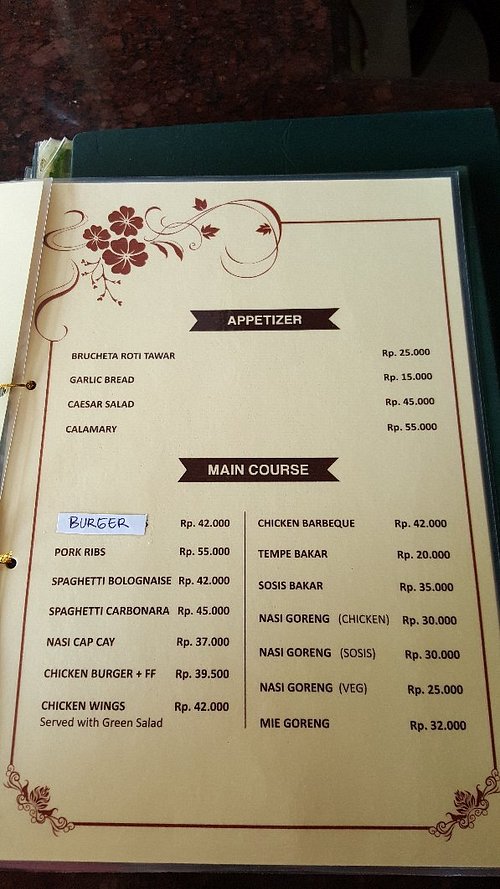 APPETIZER
BRUCHETA ROTI TAWAR Rp. 25.000
GARLIC BREAD Rp. 15.000
CAESAR SALAD Rp. 45.000
CALAMARY Rp. 55.000
MAIN COURSE
BURGER Rp. 42.000
PORK RIBS Rp. 55.000
SPAGHETTI BOLOGNAISE Rp. 42.000
SPAGHETTI CARBONARA Rp. 45.000
NASI CAP CAY Rp. 37.000
CHICKEN BURGER + FF Rp. 39.500
CHICKEN WINGS Rp. 42.000
Served with Green Salad
CHICKEN BARBEQUE Rp. 42.000
TEMPE BAKAR Rp. 20.000
SOSIS BAKAR Rp. 35.000
NASI GORENG (CHICKEN) Rp. 30.000
NASI GORENG (SOSIS) Rp. 30.000
NASI GORENG (VEG) Rp. 25.000
MIE GORENG Rp. 32.000